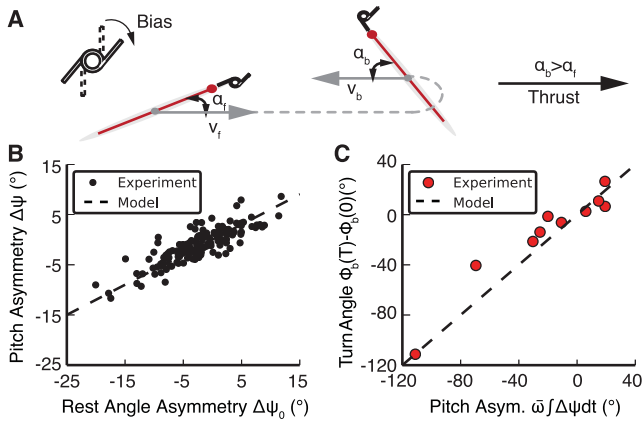 A
Bias
α_f
v_f
α_b
v_b
α_b>α_f
Thrust
B
Pitch Asymmetry Δψ (°)
15
5
-5
-15
-25
Experiment
Model
-25 -15 -5 5 15
Rest Angle Asymmetry Δψ₀ (°)
C
Turn Angle Φ_b(T)-Φ_b(0)(°)
40
0
-40
-80
-120
Experiment
Model
-120 -80 -40 0 40
Pitch Asym. ω̄∫Δψdt (°)